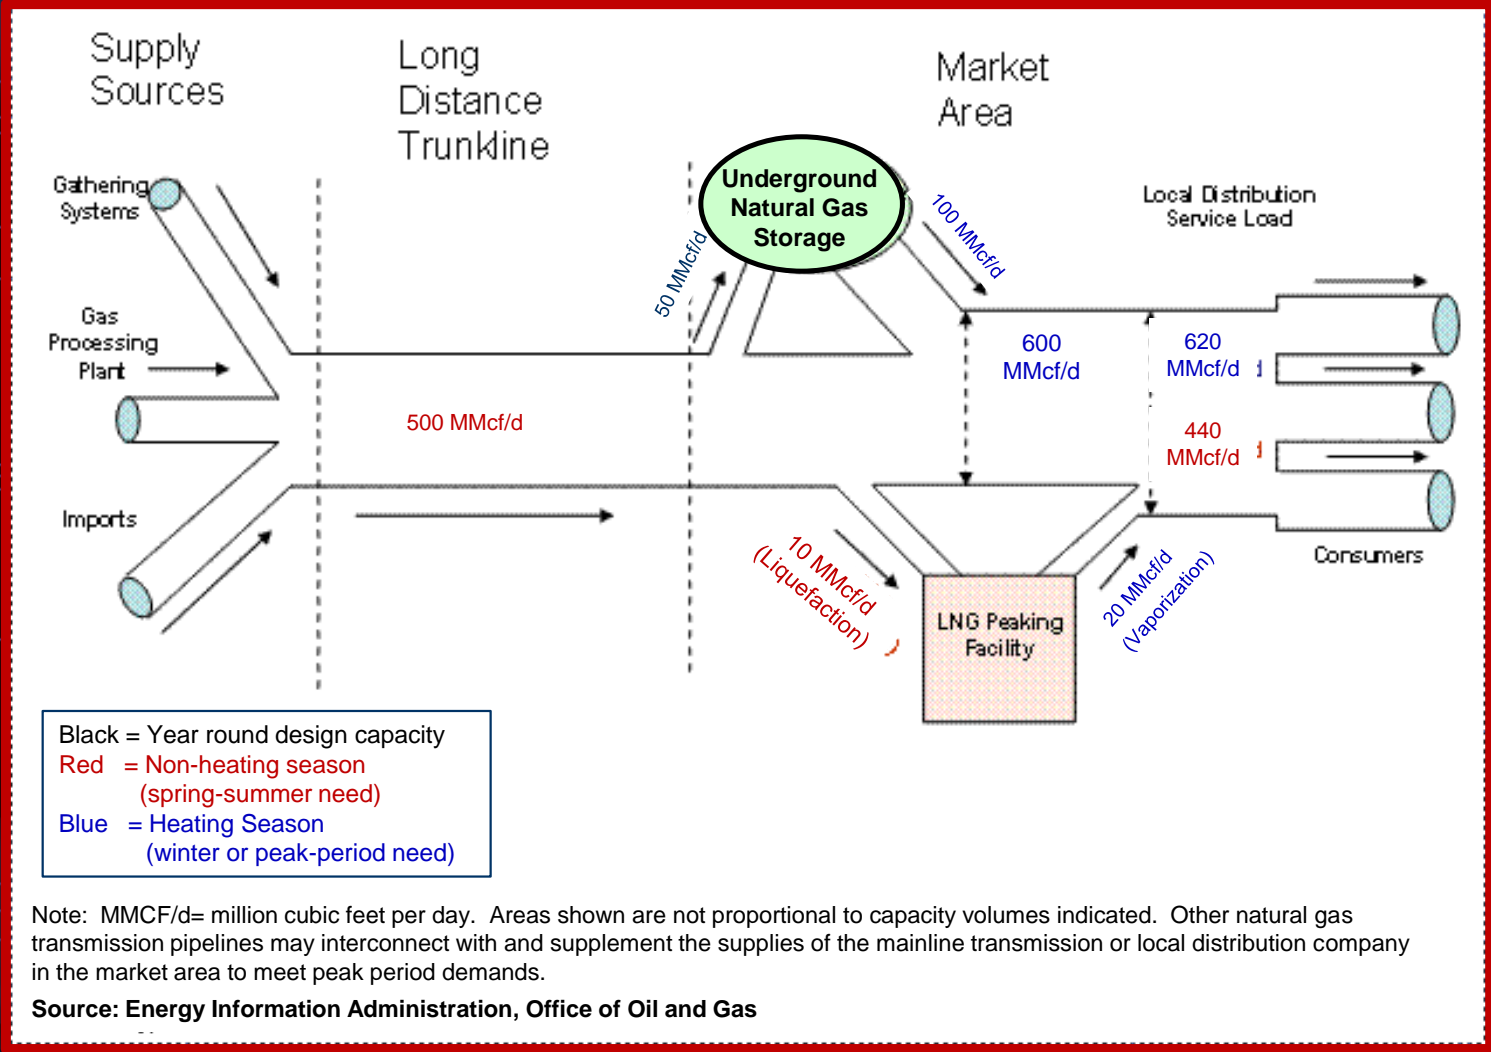 Supply
Sources
Long
Distance
Trunkline
Market
Area
Gathering
Systems
Underground
Natural Gas
Storage
50 MMcf/d
100 MMcf/d
Local Distribution
Service Load
Gas
Processing
Plant
500 MMcf/d
600
MMcf/d
620
MMcf/d
440
MMcf/d
Imports
10 MMcf/d
(Liquefaction)
LNG Peaking
Facility
20 MMcf/d
(Vaporization)
Consumers
Black = Year round design capacity
Red = Non-heating season
(spring-summer need)
Blue = Heating Season
(winter or peak-period need)
Note: MMCF/d= million cubic feet per day. Areas shown are not proportional to capacity volumes indicated. Other natural gas
transmission pipelines may interconnect with and supplement the supplies of the mainline transmission or local distribution company
in the market area to meet peak period demands.
Source: Energy Information Administration, Office of Oil and Gas